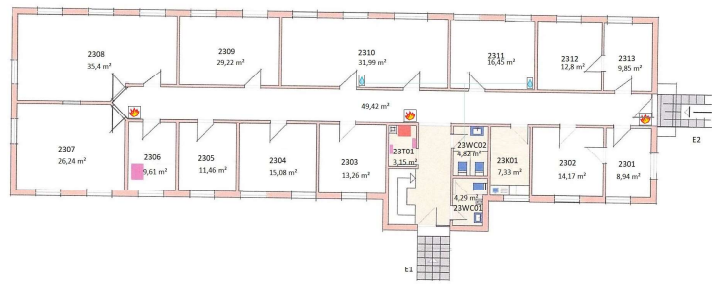 2308
35,4 m²
2309
29,22 m²
2310
31,99 m²
2311
16,45 m²
2312
12,8 m²
2313
9,85 m²
49,42 m²
E2
2307
26,24 m²
2306
9,61 m²
2305
11,46 m²
2304
15,08 m²
2303
13,26 m²
23T01
3,15 m²
23WC02
4,82 m²
23K01
7,33 m²
2302
14,17 m²
2301
8,94 m²
4,29 m²
23WC01
E1